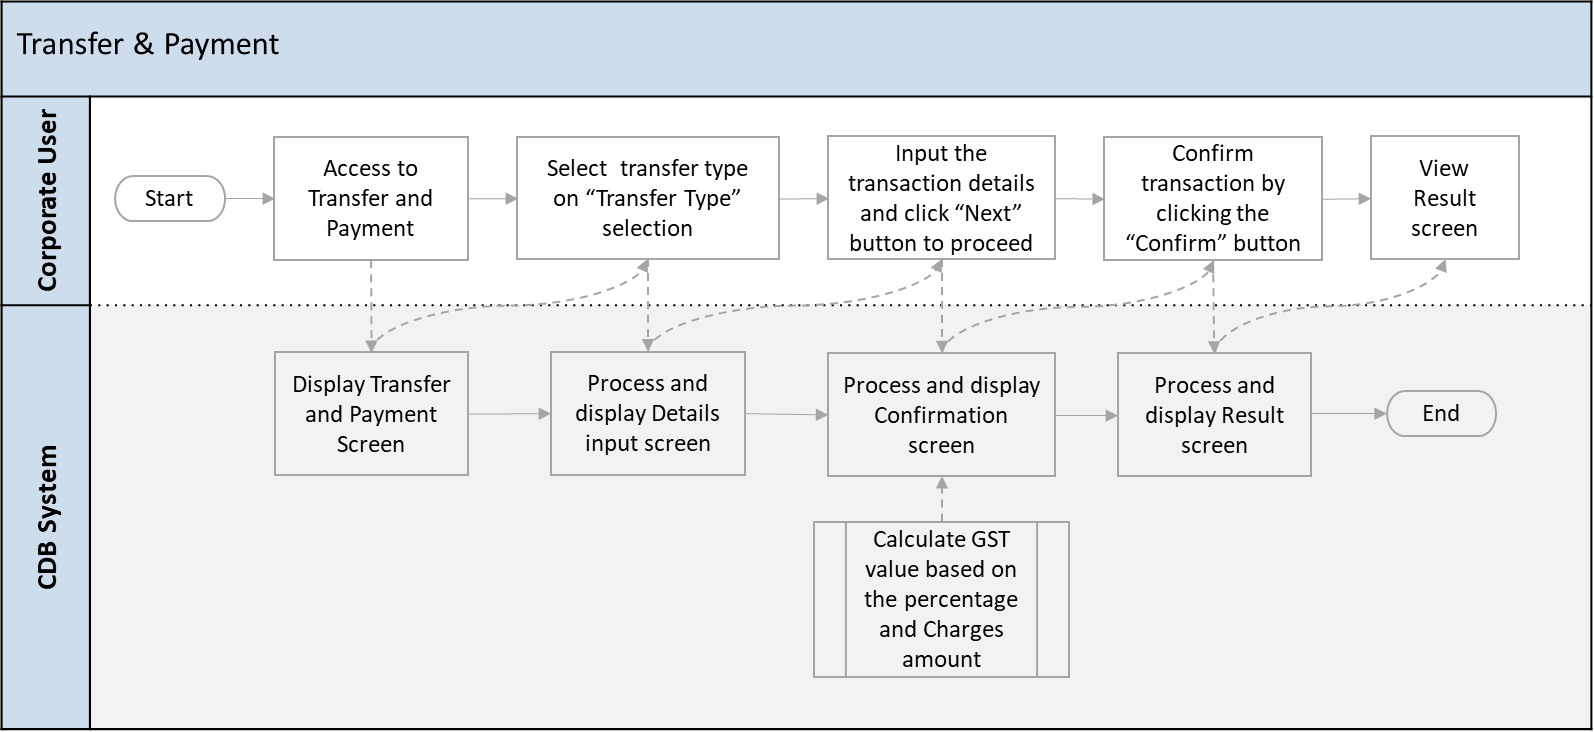 Transfer & Payment
Corporate User
Start
Access to
Transfer and
Payment
Select transfer type
on “Transfer Type”
selection
Input the
transaction details
and click “Next”
button to proceed
Confirm
transaction by
clicking the
“Confirm” button
View
Result
screen
CDB System
Display Transfer
and Payment
Screen
Process and
display Details
input screen
Process and display
Confirmation
screen
Process and
display Result
screen
End
Calculate GST
value based on
the percentage
and Charges
amount